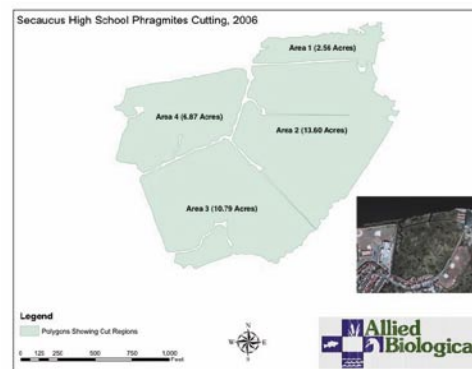 Secaucus High School Phragmites Cutting, 2006
Area 1 (2.56 Acres)
Area 4 (6.87 Acres)
Area 2 (13.60 Acres)
Area 3 (10.79 Acres)
Legend
Polygons Showing Cut Regions
0 125 250 500 750 1,000
Feet
N
W E
S
Allied
Biological